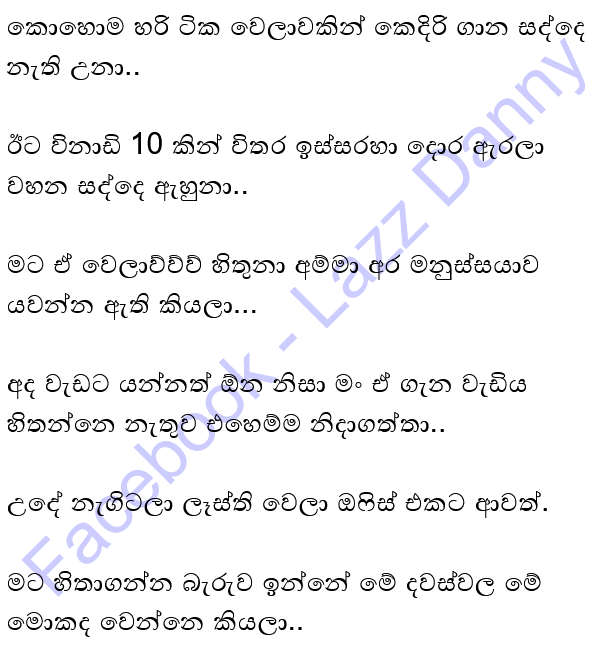 කොහොම හරි ටික වෙලාවකින් කෙදිරි ගාන සද්දෙ
නැති උනා..
ඊට විනාඩි 10 කින් විතර ඉස්සරහා දොර ඇරලා
වහන සද්දෙ ඇහුනා..
මට ඒ වෙලාව්ව්ව් හිතුනා අම්මා අර මනුස්සයාව
යවන්න ඇති කියලා...
අද වැඩට යන්නත් ඕන නිසා මං ඒ ගැන වැඩිය
හිතන්නෙ නැතුව එහෙම්ම නිදාගත්තා..
උදේ නැගිටලා ලෑස්ති වෙලා ඔෆිස් එකට ආවත්.
මට හිතාගන්න බැරුව ඉන්නේ මේ දවස්වල මේ
මොකද වෙන්නෙ කියලා..
Facebook - Lazz Danny